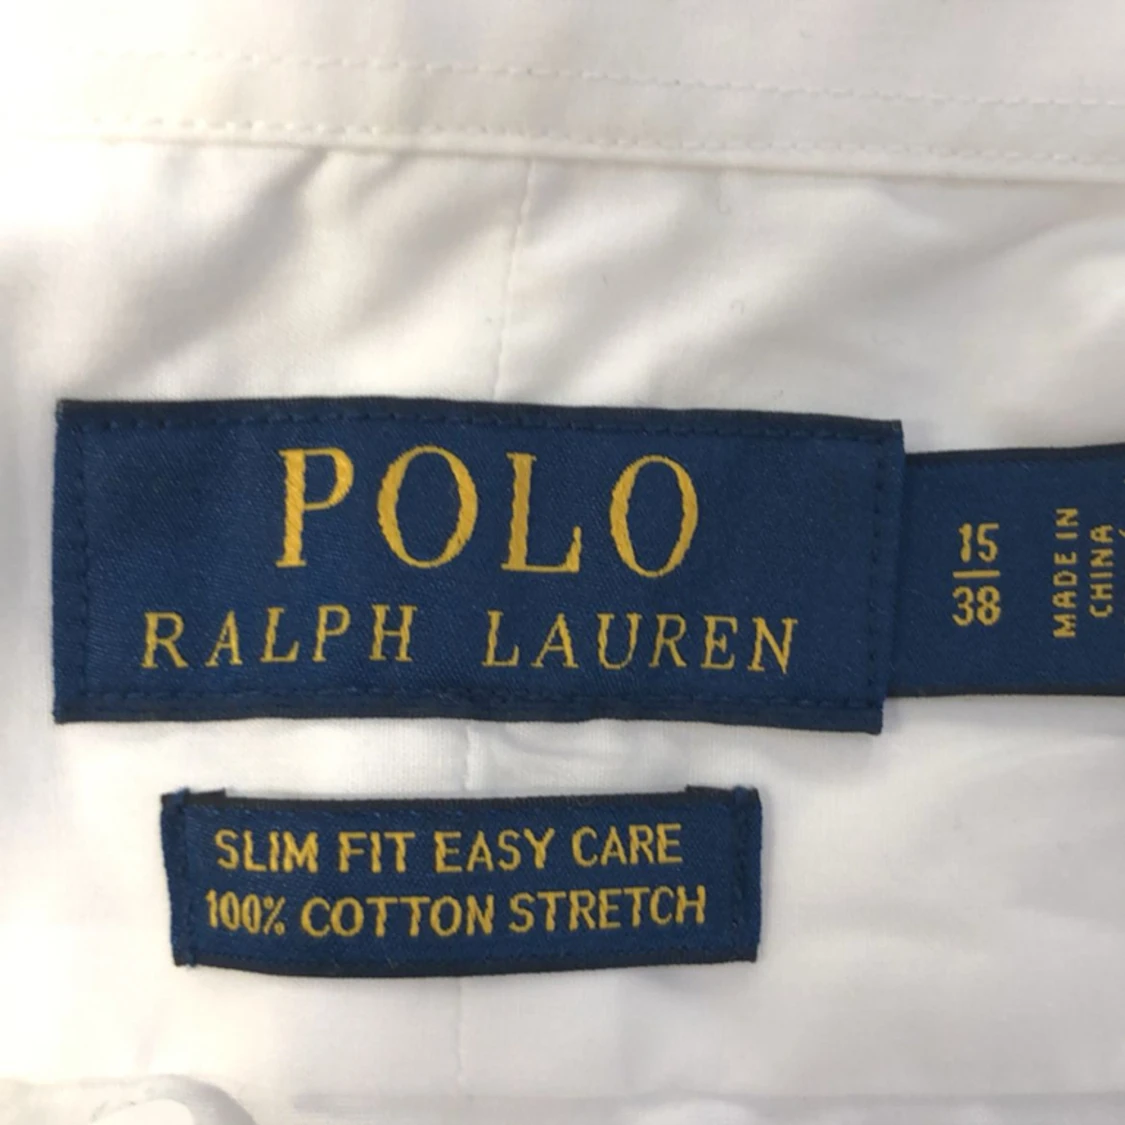 POLO
RALPH LAUREN
15
38
MADE IN
CHINA
SLIM FIT EASY CARE
100% COTTON STRETCH